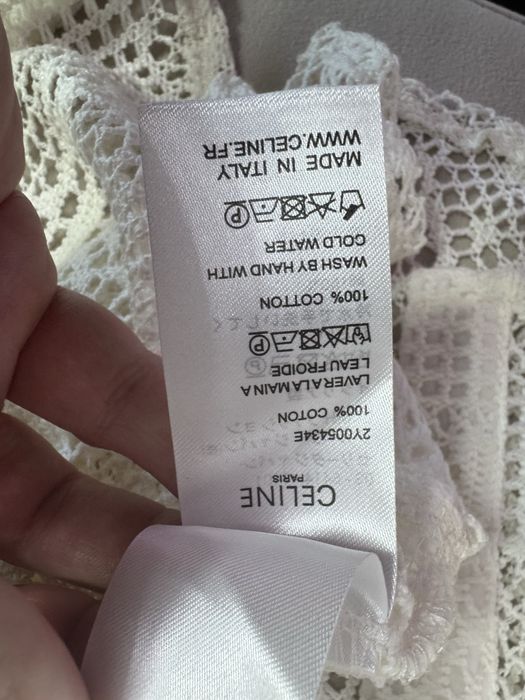 CELINE
PARIS
2Y005434E
100% COTON
LAVER A LA MAIN A
L EAU FROIDE
P
100% COTTON
WASH BY HAND WITH
COLD WATER
P
MADE IN ITALY
WWW.CELINE.FR